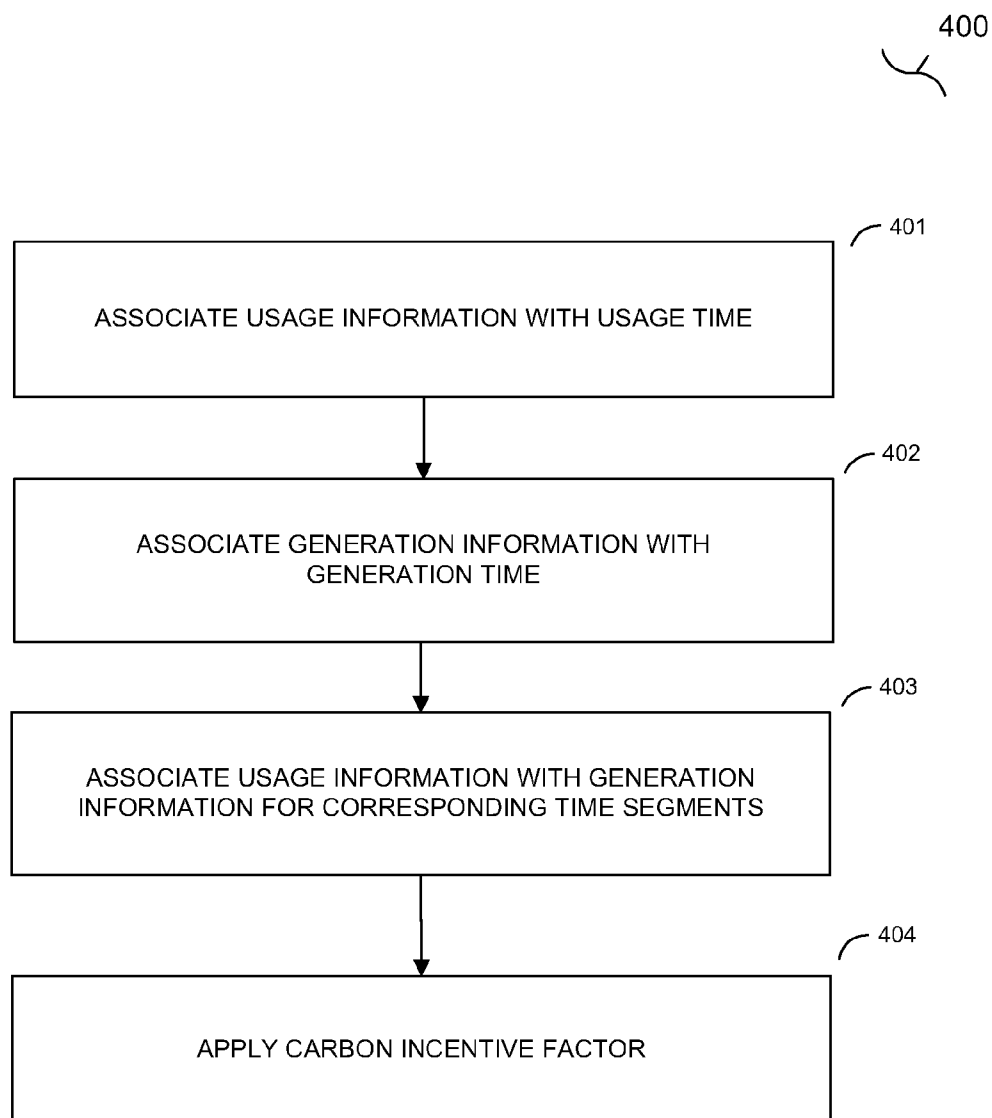 400
401
ASSOCIATE USAGE INFORMATION WITH USAGE TIME
402
ASSOCIATE GENERATION INFORMATION WITH
GENERATION TIME
403
ASSOCIATE USAGE INFORMATION WITH GENERATION
INFORMATION FOR CORRESPONDING TIME SEGMENTS
404
APPLY CARBON INCENTIVE FACTOR